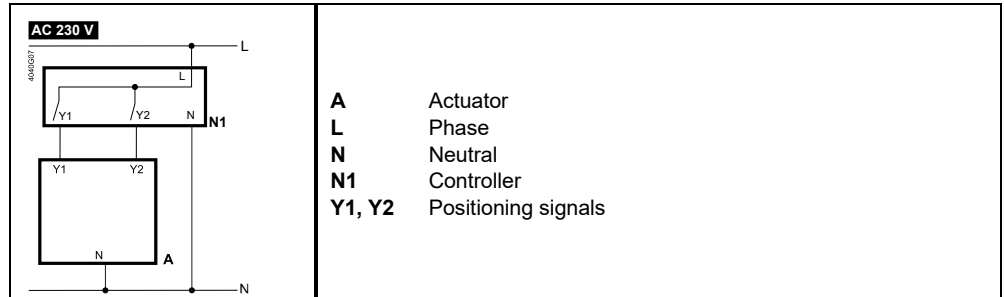 AC 230 V
L
4040G07
L
Y1 Y2 N
N1
Y1 Y2
N
A
N
A Actuator
L Phase
N Neutral
N1 Controller
Y1, Y2 Positioning signals